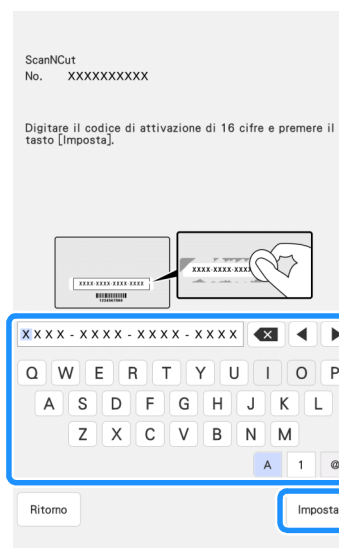 ScanNCut
No. XXXXXXXXXX
Digitare il codice di attivazione di 16 cifre e premere il
tasto [Imposta].
XXXX-XXXX-XXXX-XXXX
1234567890
XXXX-XXXX-XXXX
XXXX-XXXX-XXXX-XXXX
Q W E R T Y U I O P
A S D F G H J K L
Z X C V B N M
A 1 @
Ritorno Imposta